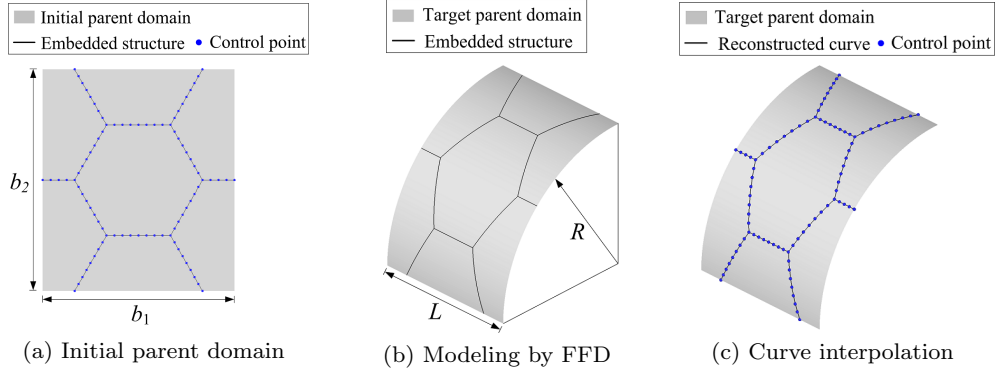 Initial parent domain
Embedded structure Control point
b2
b1
(a) Initial parent domain
Target parent domain
Embedded structure
R
L
(b) Modeling by FFD
Target parent domain
Reconstructed curve Control point
(c) Curve interpolation